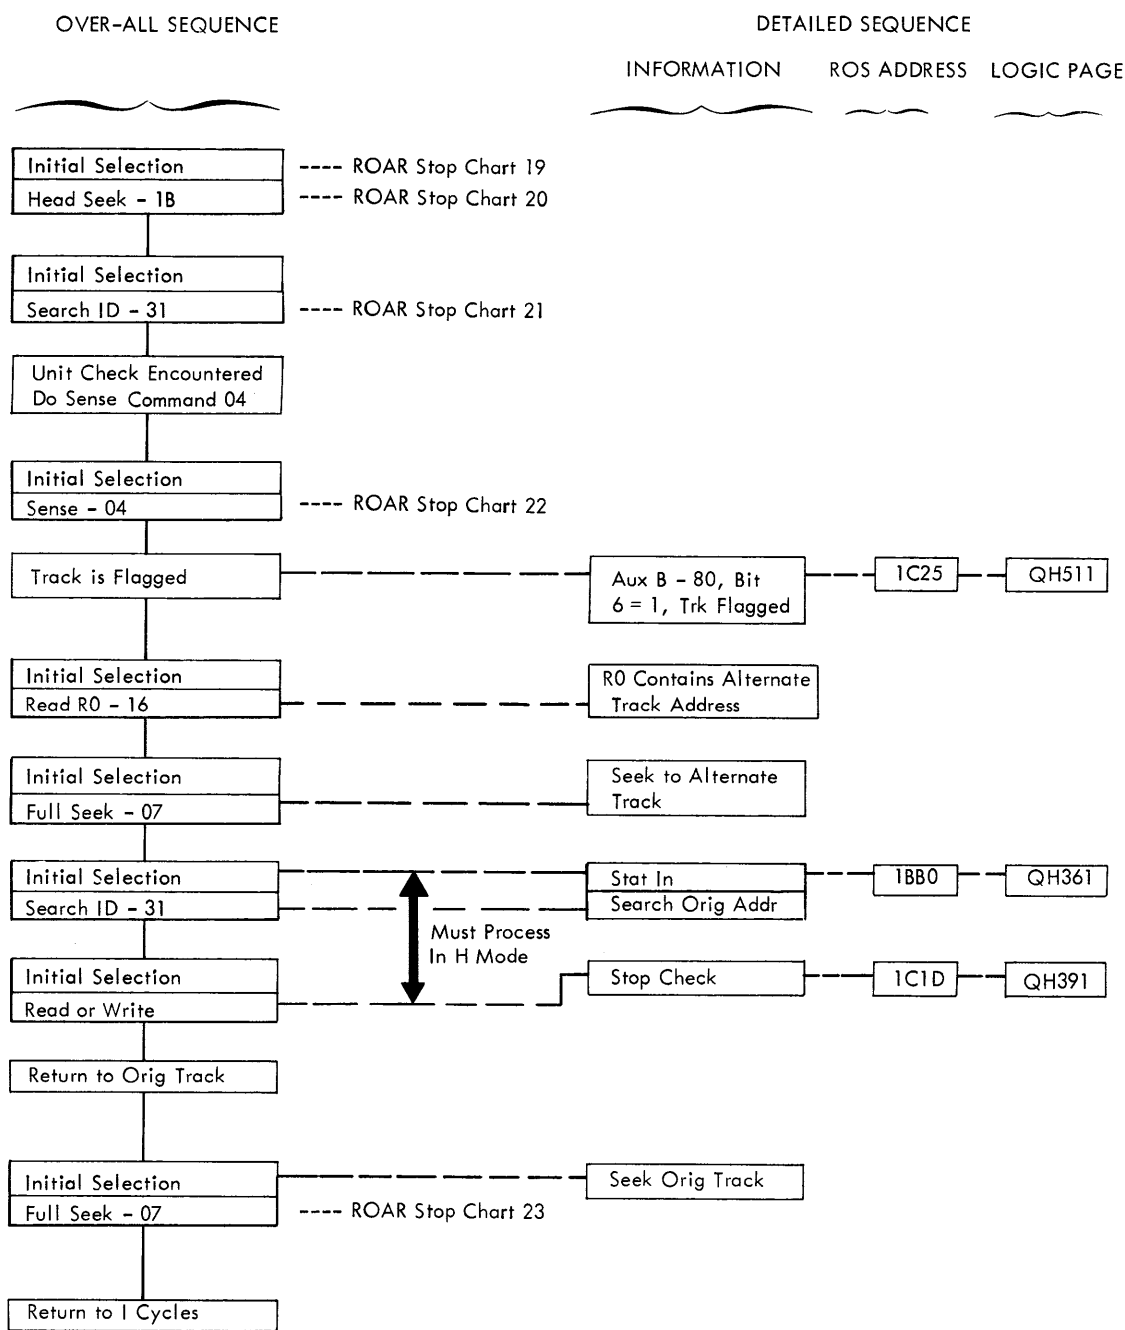 OVER-ALL SEQUENCE
DETAILED SEQUENCE
INFORMATION
ROS ADDRESS
LOGIC PAGE
Initial Selection
---- ROAR Stop Chart 19
Head Seek - 1B
---- ROAR Stop Chart 20
Initial Selection
Search ID - 31
---- ROAR Stop Chart 21
Unit Check Encountered
Do Sense Command 04
Initial Selection
Sense - 04
---- ROAR Stop Chart 22
Track is Flagged
Aux B - 80, Bit
6 = 1, Trk Flagged
1C25
QH511
Initial Selection
Read R0 - 16
R0 Contains Alternate
Track Address
Initial Selection
Full Seek - 07
Seek to Alternate
Track
Initial Selection
Search ID - 31
Stat In
Search Orig Addr
1BB0
QH361
Must Process
In H Mode
Initial Selection
Read or Write
Stop Check
1C1D
QH391
Return to Orig Track
Initial Selection
Full Seek - 07
Seek Orig Track
---- ROAR Stop Chart 23
Return to I Cycles